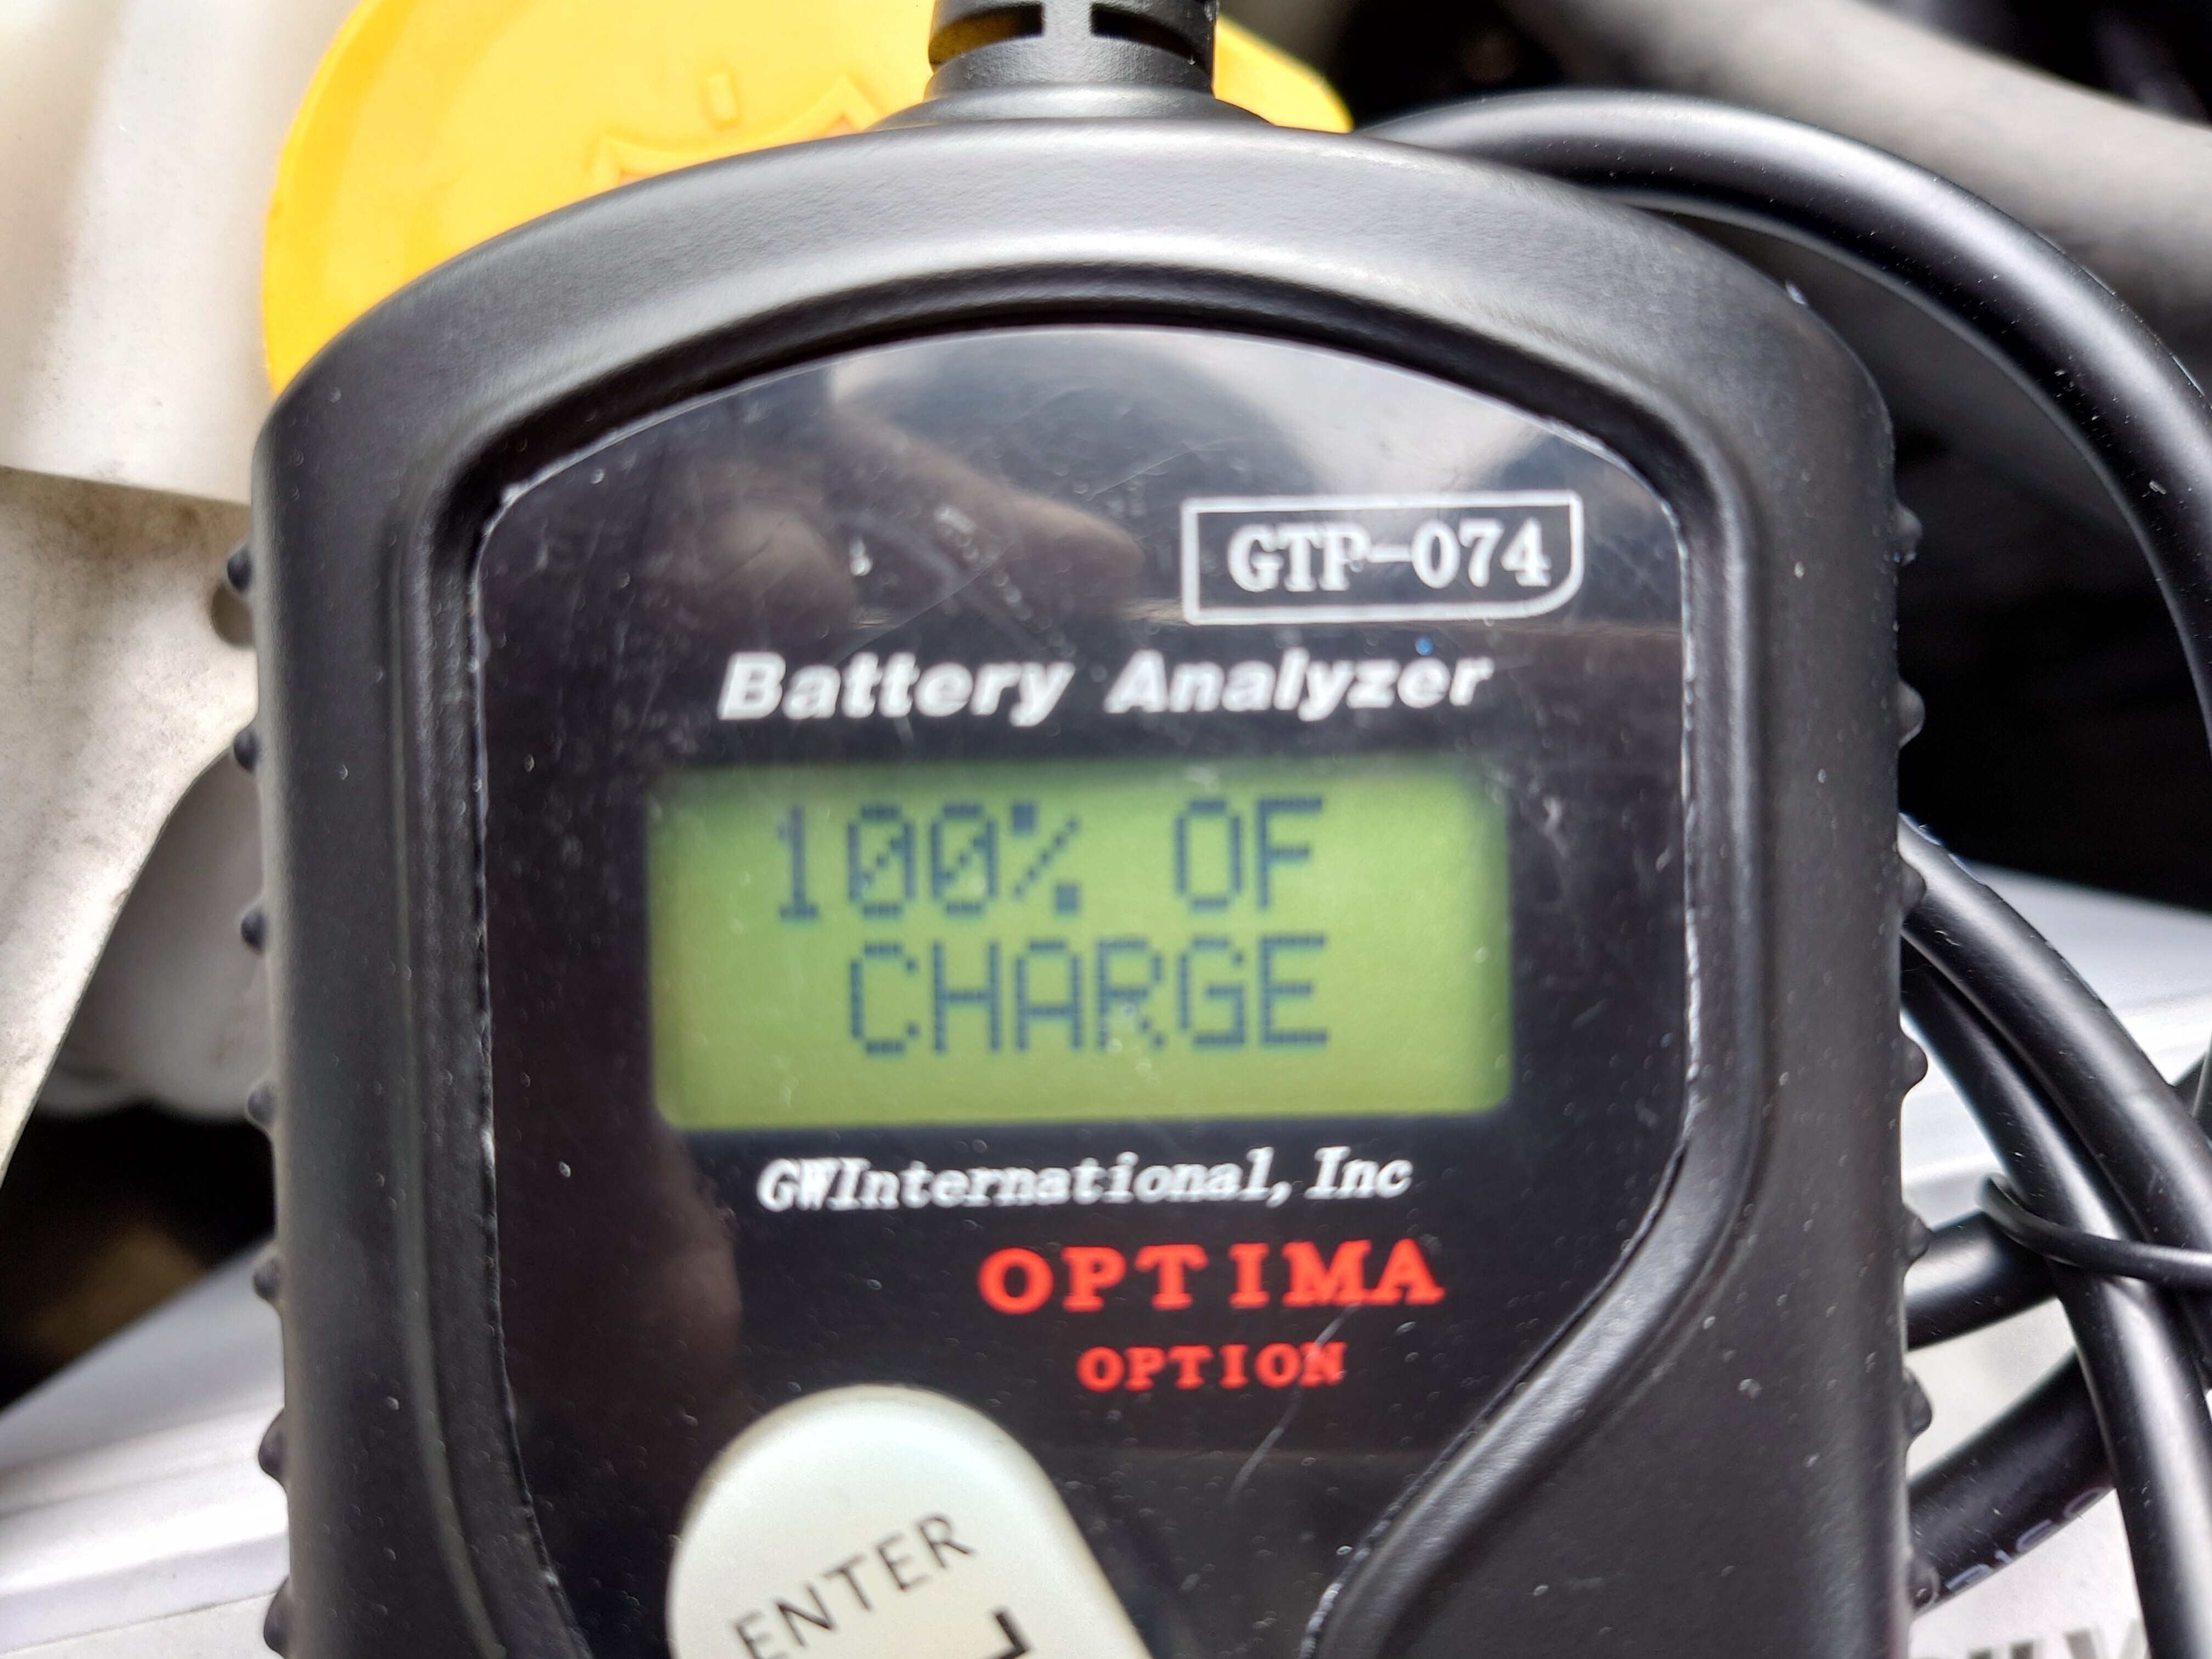 GTP-074
Battery Analyzer
100% OF
CHARGE
GWInternational, Inc
OPTIMA
OPTION
ENTER